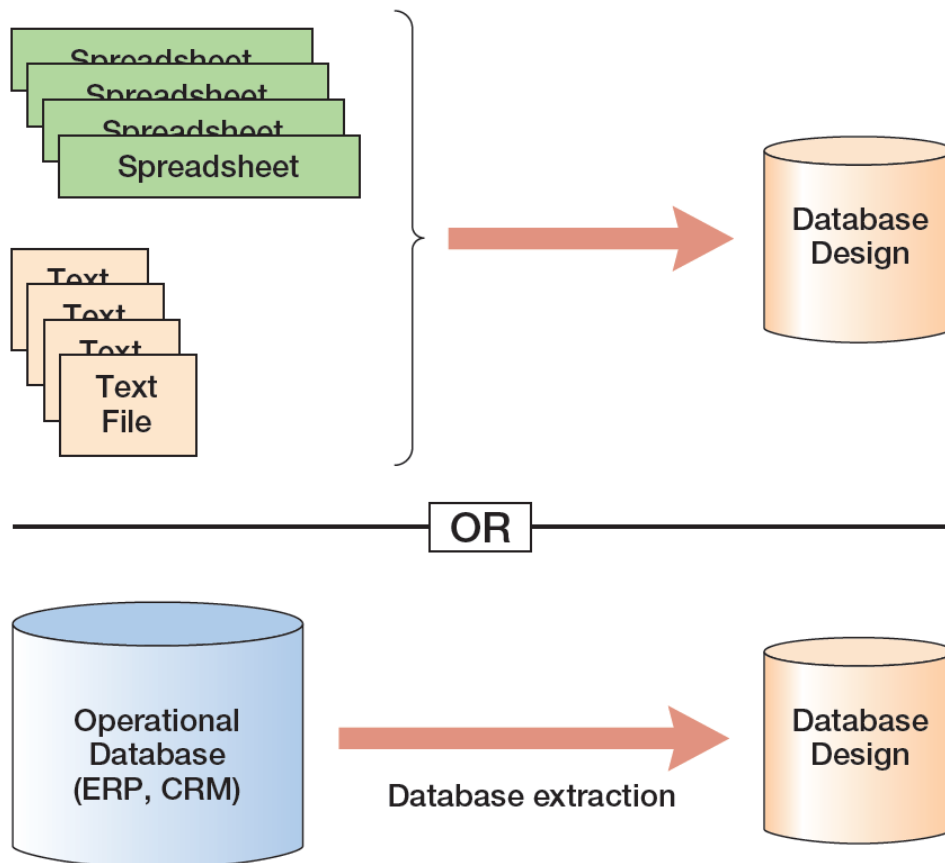 Spreadsheet
Spreadsheet
Spreadsheet
Spreadsheet
Text
Text
Text
Text
File
Database
Design
OR
Operational
Database
(ERP, CRM)
Database extraction
Database
Design